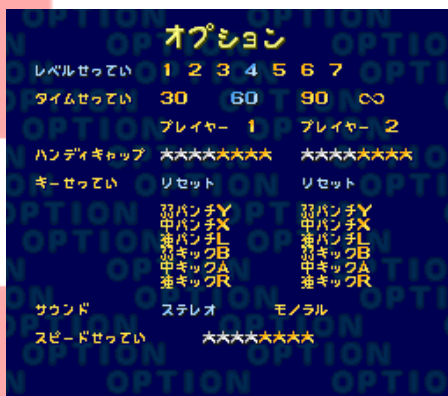 オプション
レベルせってい 1 2 3 4 5 6 7
タイムせってい 30 60 90 ∞
プレイヤー 1 プレイヤー 2
ハンディキャップ ★★★★★★★★ ★★★★★★★★
キーせってい リセット リセット
弱パンチY 弱パンチY
中パンチX 中パンチX
強パンチL 強パンチL
弱キックB 弱キックB
中キックA 中キックA
強キックR 強キックR
サウンド ステレオ モノラル
スピードせってい ★★★★★★★★